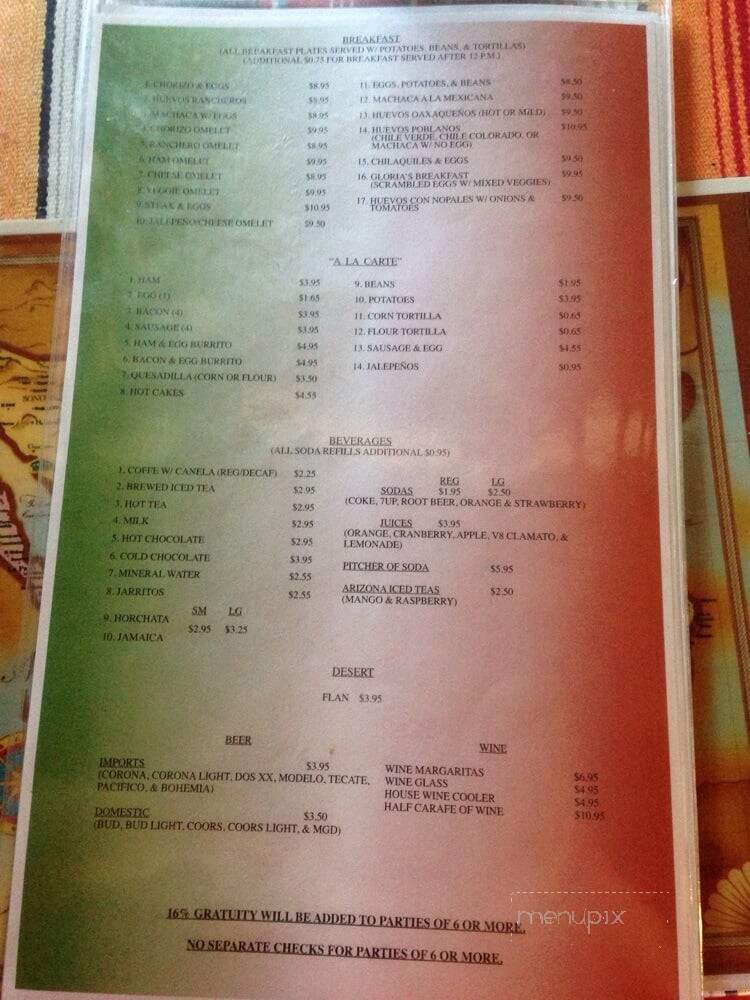 BREAKFAST
(ALL BREAKFAST PLATES SERVED W/ POTATOES, BEANS, & TORTILLAS)
(ADDITIONAL $0.75 FOR BREAKFAST SERVED AFTER 12 P.M.)
1. CHORIZO & EGGS $8.95
2. HUEVOS RANCHEROS $8.95
3. MACHACA W/ EGGS $8.95
4. CHORIZO OMELET $9.95
5. RANCHERO OMELET $8.95
6. HAM OMELET $9.95
7. CHEESE OMELET $8.95
8. VEGGIE OMELET $9.95
9. STEAK & EGGS $10.95
10. JALEPEÑO/CHEESE OMELET $9.50
11. EGGS, POTATOES, & BEANS $8.50
12. MACHACA A LA MEXICANA $9.50
13. HUEVOS OAXAQUEÑOS (HOT OR MILD) $9.50
14. HUEVOS POBLANOS $10.95
(CHILE VERDE, CHILE COLORADO, OR
MACHACA W/ NO EGG)
15. CHILAQUILES & EGGS $9.50
16. GLORIA'S BREAKFAST $9.95
(SCRAMBLED EGGS W/ MIXED VEGGIES)
17. HUEVOS CON NOPALES W/ ONIONS & $9.50
TOMATOES
"A LA CARTE"
1. HAM $3.95
2. EGG (1) $1.65
3. BACON (4) $3.95
4. SAUSAGE (4) $3.95
5. HAM & EGG BURRITO $4.95
6. BACON & EGG BURRITO $4.95
7. QUESADILLA (CORN OR FLOUR) $3.50
8. HOT CAKES $4.55
9. BEANS $1.95
10. POTATOES $3.95
11. CORN TORTILLA $0.65
12. FLOUR TORTILLA $0.65
13. SAUSAGE & EGG $4.55
14. JALEPEÑOS $0.95
BEVERAGES
(ALL SODA REFILLS ADDITIONAL $0.95)
1. COFFE W/ CANELA (REG/DECAF) $2.25
2. BREWED ICED TEA $2.95
3. HOT TEA $2.95
4. MILK $2.95
5. HOT CHOCOLATE $2.95
6. COLD CHOCOLATE $3.95
7. MINERAL WATER $2.55
8. JARRITOS $2.55
SM LG
9. HORCHATA
$2.95 $3.25
10. JAMAICA
REG LG
SODAS $1.95 $2.50
(COKE, 7UP, ROOT BEER, ORANGE & STRAWBERRY)
JUICES $3.95
(ORANGE, CRANBERRY, APPLE, V8 CLAMATO, &
LEMONADE)
PITCHER OF SODA $5.95
ARIZONA ICED TEAS $2.50
(MANGO & RASPBERRY)
DESERT
FLAN $3.95
BEER
IMPORTS $3.95
(CORONA, CORONA LIGHT, DOS XX, MODELO, TECATE,
PACIFICO, & BOHEMIA)
DOMESTIC $3.50
(BUD, BUD LIGHT, COORS, COORS LIGHT, & MGD)
WINE
WINE MARGARITAS $6.95
WINE GLASS $4.95
HOUSE WINE COOLER $4.95
HALF CARAFE OF WINE $10.95
16% GRATUITY WILL BE ADDED TO PARTIES OF 6 OR MORE.
NO SEPARATE CHECKS FOR PARTIES OF 6 OR MORE.
menupix